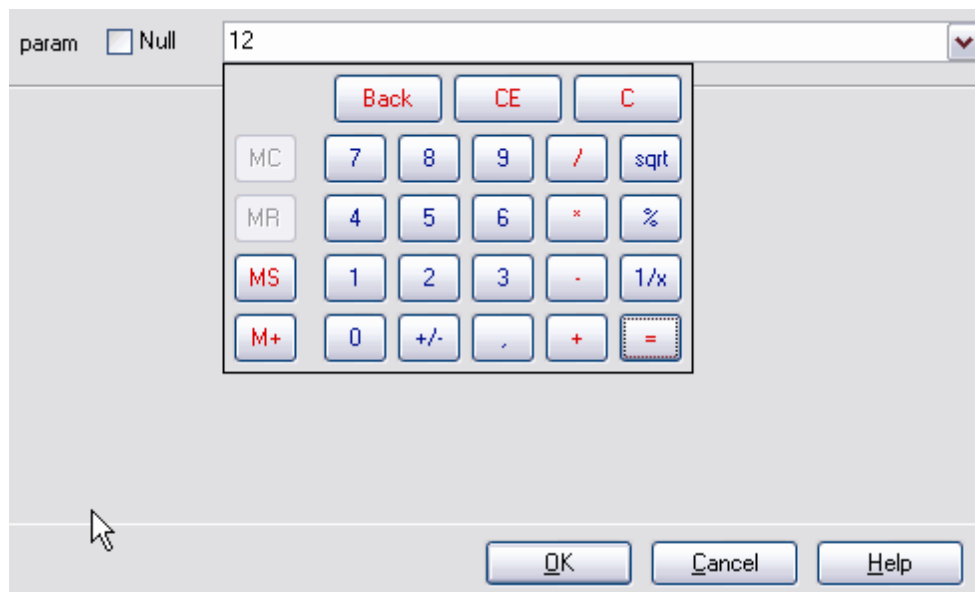 param Null 12
Back CE C
MC 7 8 9 / sqrt
MR 4 5 6 * %
MS 1 2 3 - 1/x
M+ 0 +/- , + =
OK Cancel Help